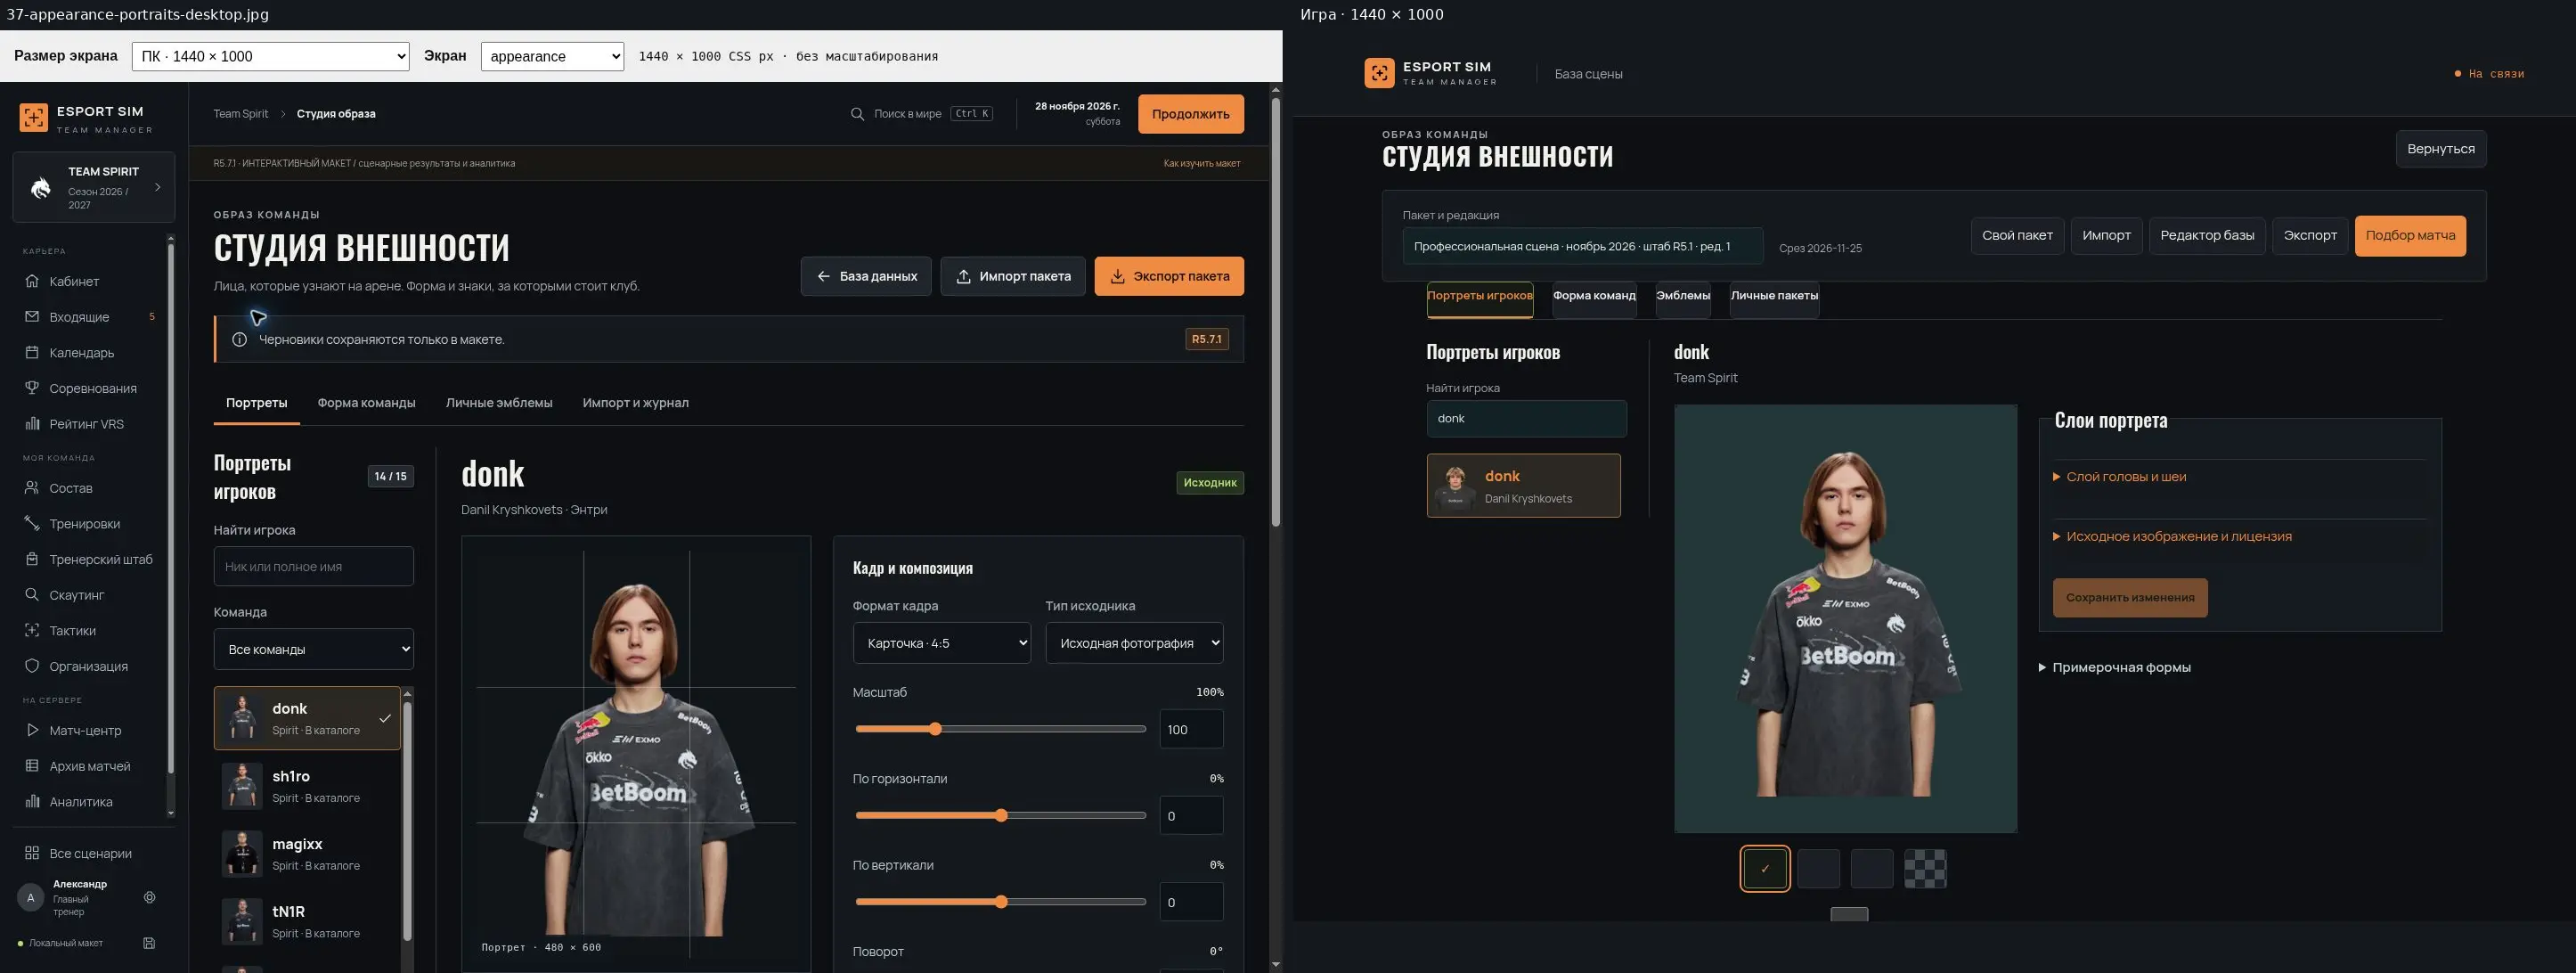 37-appearance-portraits-desktop.jpg
Размер экрана ПК · 1440 × 1000 Экран appearance 1440 × 1000 CSS px · без масштабирования
ESPORT SIM
TEAM MANAGER
TEAM SPIRIT
Сезон 2026 /
2027
КАРЬЕРА
Кабинет
Входящие 5
Календарь
Соревнования
Рейтинг VRS
МОЯ КОМАНДА
Состав
Тренировки
Тренерский штаб
Скаутинг
Тактики
Организация
НА СЕРВЕРЕ
Матч-центр
Архив матчей
Аналитика
Все сценарии
А
Александр
Главный
тренер
Локальный макет
Team Spirit > Студия образа
Поиск в мире Ctrl K
28 ноября 2026 г.
суббота
Продолжить
R5.7.1 · ИНТЕРАКТИВНЫЙ МАКЕТ / сценарные результаты и аналитика
Как изучить макет
ОБРАЗ КОМАНДЫ
СТУДИЯ ВНЕШНОСТИ
Лица, которые узнают на арене. Форма и знаки, за которыми стоит клуб.
← База данных
Импорт пакета
Экспорт пакета
Черновики сохраняются только в макете.
R5.7.1
Портреты Форма команды Личные эмблемы Импорт и журнал
Портреты
игроков
14 / 15
Найти игрока
Ник или полное имя
Команда
Все команды
donk
Spirit · В каталоге
sh1ro
Spirit · В каталоге
magixx
Spirit · В каталоге
tN1R
Spirit · В каталоге
donk
Danil Kryshkovets · Энтри
Исходник
Red Bull
BetBoom
EXMO
ōkko
BetBoom
Портрет · 480 × 600
Кадр и композиция
Формат кадра
Карточка · 4:5
Тип исходника
Исходная фотография
Масштаб 100%
100
По горизонтали 0%
0
По вертикали 0%
0
Поворот 0°
Игра · 1440 × 1000
ESPORT SIM
TEAM MANAGER
База сцены
На связи
ОБРАЗ КОМАНДЫ
СТУДИЯ ВНЕШНОСТИ
Вернуться
Пакет и редакция
Профессиональная сцена · ноябрь 2026 · штаб R5.1 · ред. 1
Срез 2026-11-25
Свой пакет Импорт Редактор базы Экспорт Подбор матча
Портреты игроков Форма команд Эмблемы Личные пакеты
Портреты игроков
Найти игрока
donk
donk
Danil Kryshkovets
donk
Team Spirit
Red Bull
BetBoom
EXMO
ōkko
BetBoom
Слои портрета
Слой головы и шеи
Исходное изображение и лицензия
Сохранить изменения
Примерочная формы